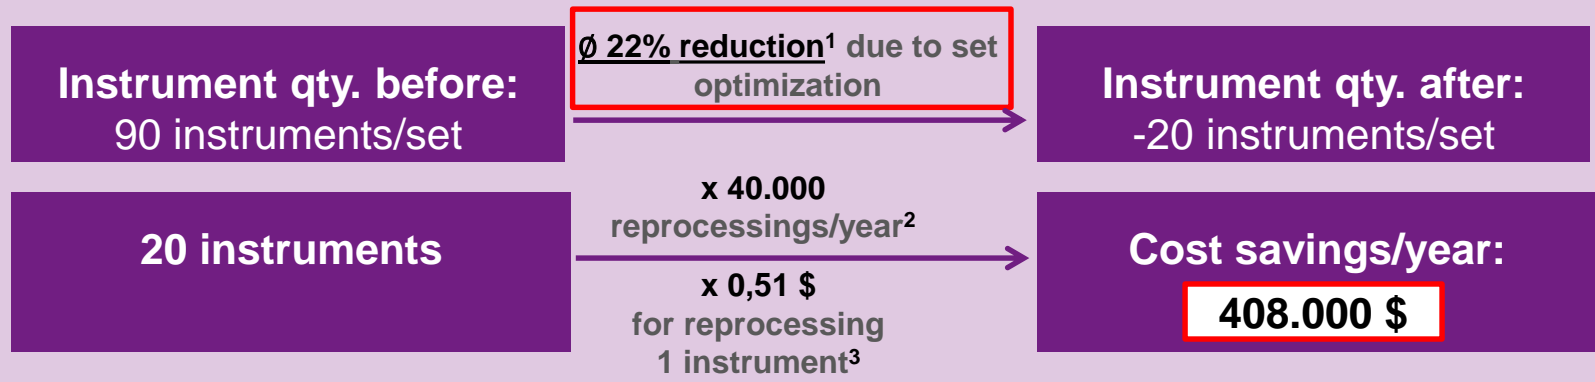 Instrument qty. before:
90 instruments/set
Ø 22% reduction¹ due to set
optimization
Instrument qty. after:
-20 instruments/set
20 instruments
x 40.000
reprocessings/year²
x 0,51 $
for reprocessing
1 instrument³
Cost savings/year:
408.000 $